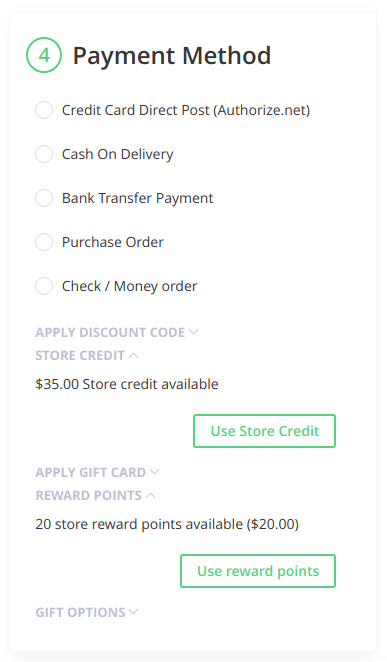 4 Payment Method
Credit Card Direct Post (Authorize.net)
Cash On Delivery
Bank Transfer Payment
Purchase Order
Check / Money order
APPLY DISCOUNT CODE
STORE CREDIT
$35.00 Store credit available
Use Store Credit
APPLY GIFT CARD
REWARD POINTS
20 store reward points available ($20.00)
Use reward points
GIFT OPTIONS